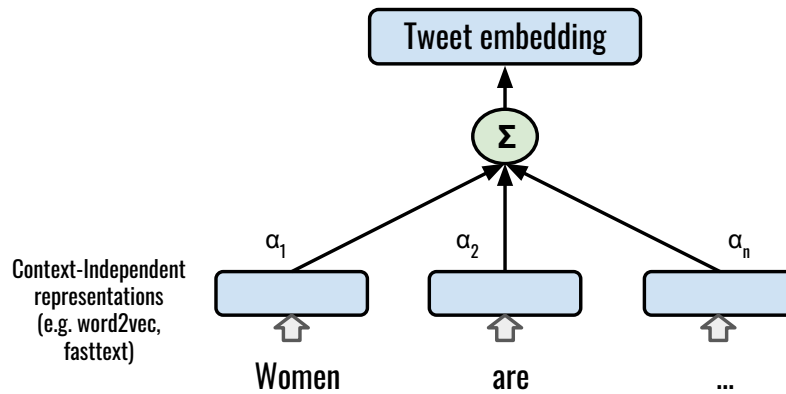 Tweet embedding
Σ
α1
α2
αn
Context-Independent
representations
(e.g. word2vec,
fasttext)
Women
are
...